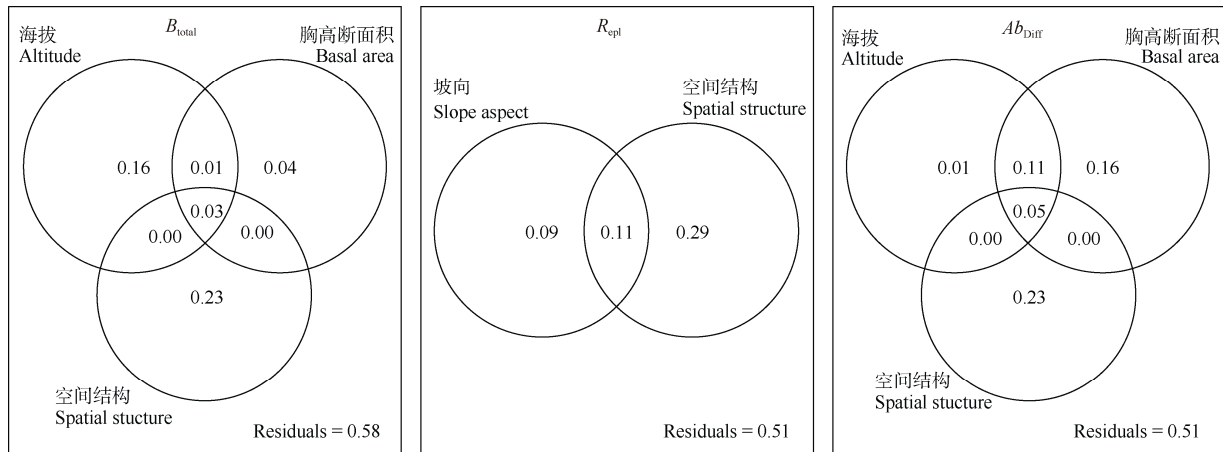 B_total
海拔
Altitude
胸高断面积
Basal area
0.16
0.01
0.04
0.03
0.00
0.00
0.23
空间结构
Spatial stucture
Residuals = 0.58
R_epl
坡向
Slope aspect
空间结构
Spatial structure
0.09
0.11
0.29
Residuals = 0.51
Ab_Diff
海拔
Altitude
胸高断面积
Basal area
0.01
0.11
0.16
0.05
0.00
0.00
0.23
空问结构
Spatial stucture
Residuals = 0.51